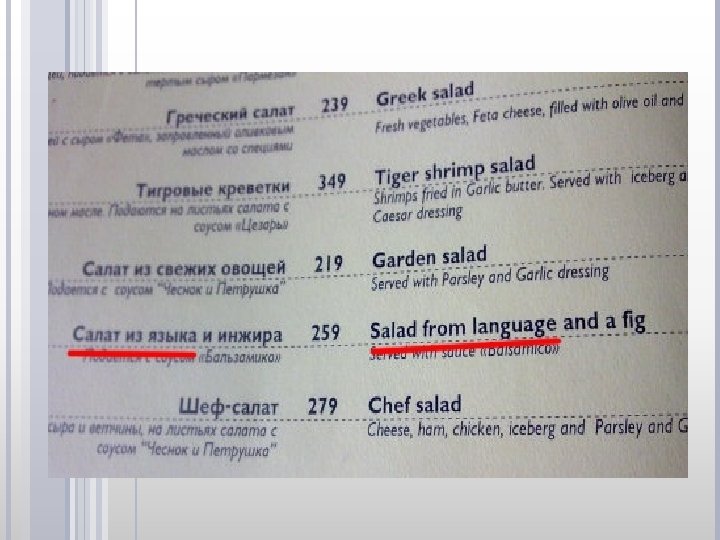 тертым сыром «Пармезан»
Греческий салат 239 Greek salad
ей с сыром «Фета», заправленный оливковым Fresh vegetables, Feta cheese, filled with olive oil and
маслом со специями
Тигровые креветки 349 Tiger shrimp salad
ном масле. Подаются на листьях салата с Shrimps fried in Garlic butter. Served with iceberg a
соусом «Цезарь» Caesar dressing
Салат из свежих овощей 219 Garden salad
Подается с соусом "Чеснок и Петрушка" Served with Parsley and Garlic dressing
Салат из языка и инжира 259 Salad from language and a fig
Подается с соусом «Бальзамико» Served with sauce «Balsamico»
Шеф-салат 279 Chef salad
сыра и ветчины, на листьях салата с Cheese, ham, chicken, iceberg and Parsley and G
соусом "Чеснок и Петрушка"